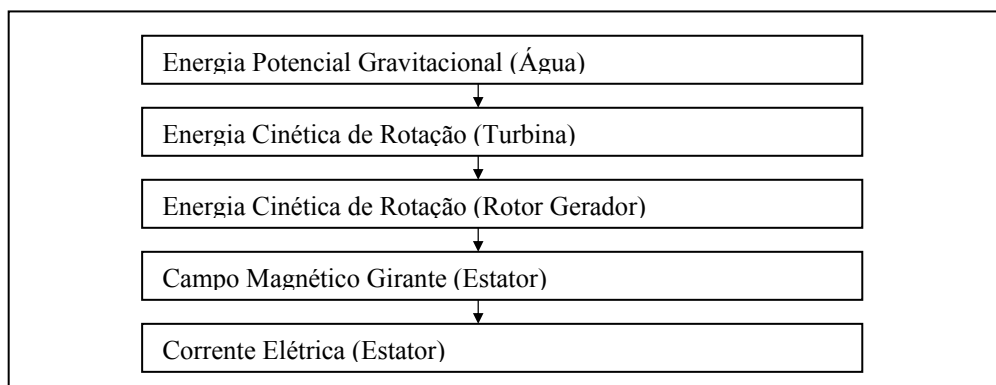 Energia Potencial Gravitacional (Água)
Energia Cinética de Rotação (Turbina)
Energia Cinética de Rotação (Rotor Gerador)
Campo Magnético Girante (Estator)
Corrente Elétrica (Estator)